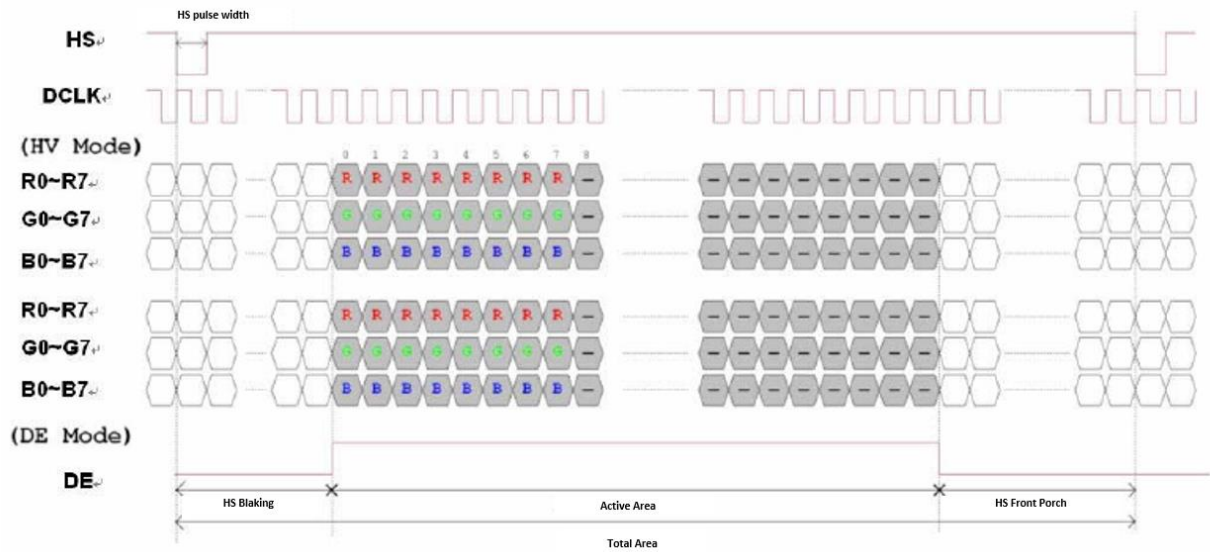 HS pulse width
HS
DCLK
(HV Mode)
0 1 2 3 4 5 6 7 8
R0~R7 R R R R R R R R
G0~G7 G G G G G G G G
B0~B7 B B B B B B B B
R0~R7 R R R R R R R R
G0~G7 G G G G G G G G
B0~B7 B B B B B B B B
(DE Mode)
DE
HS Blaking Active Area HS Front Porch
Total Area